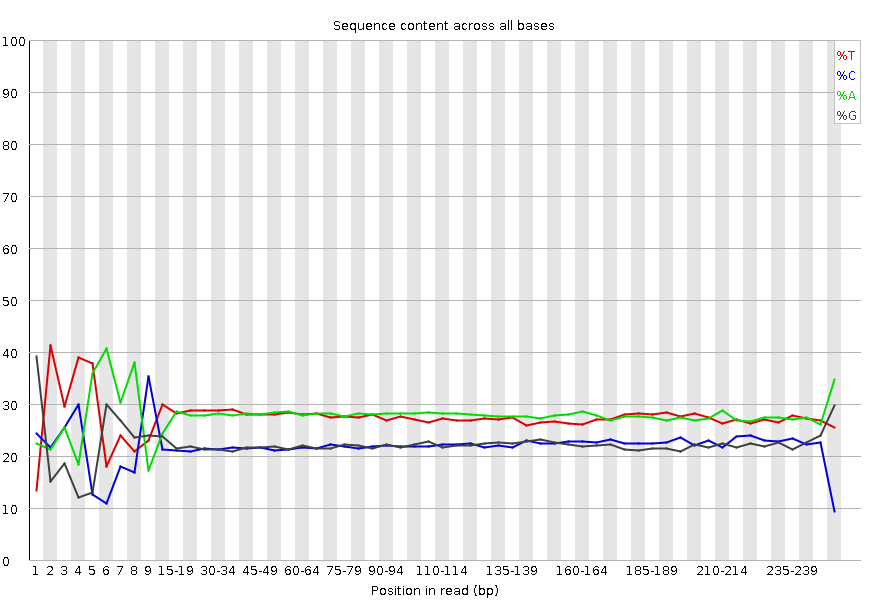 Sequence content across all bases
100
90
80
70
60
50
40
30
20
10
0
%T
%C
%A
%G
1 2 3 4 5 6 7 8 9 15-19 30-34 45-49 60-64 75-79 90-94 110-114 135-139 160-164 185-189 210-214 235-239
Position in read (bp)